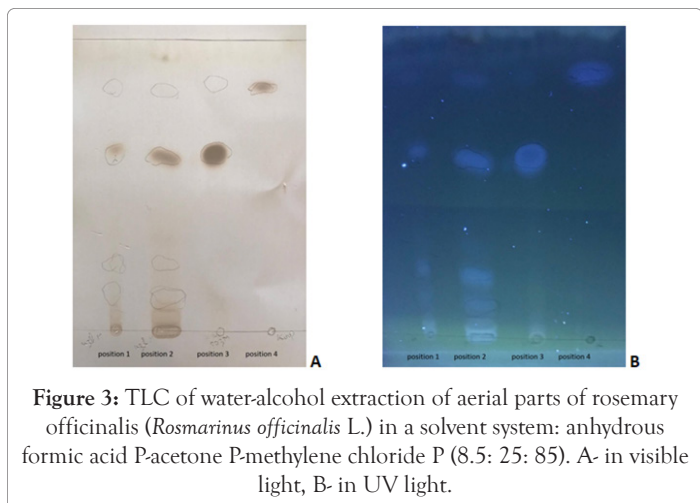 position 1 position 2 position 3 position 4 A
position 1 position 2 position 3 position 4 B
Figure 3: TLC of water-alcohol extraction of aerial parts of rosemary
officinalis (Rosmarinus officinalis L.) in a solvent system: anhydrous
formic acid P-acetone P-methylene chloride P (8.5: 25: 85). A- in visible
light, B- in UV light.